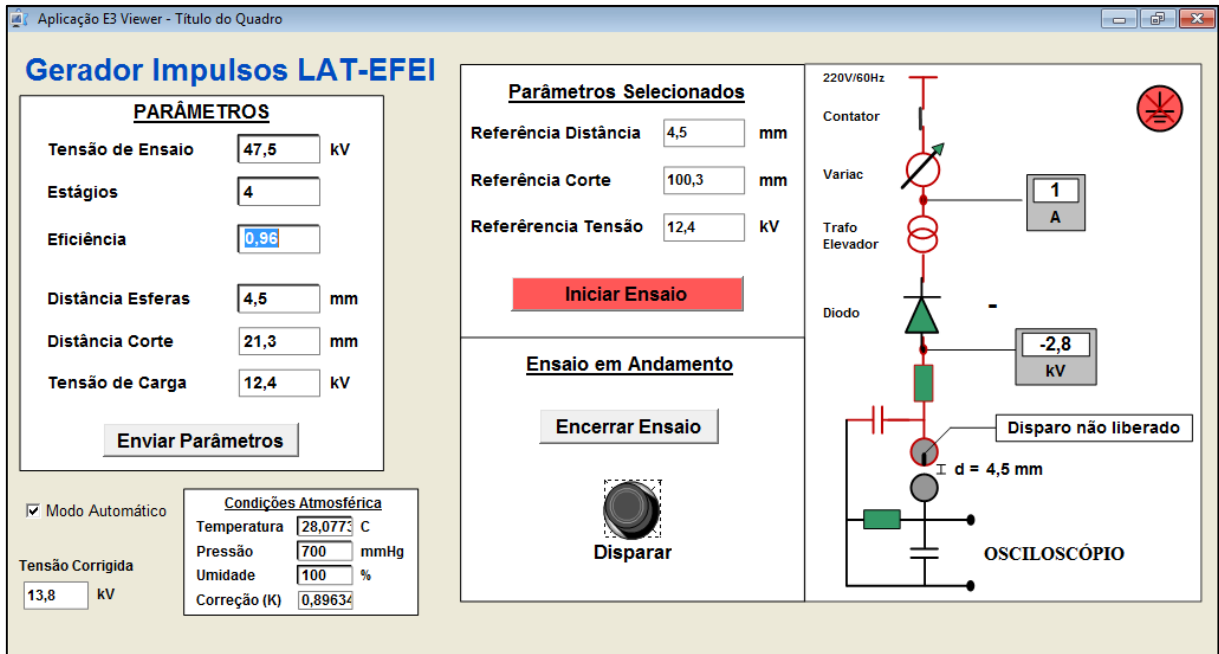 Aplicação E3 Viewer - Título do Quadro
Gerador Impulsos LAT-EFEI
PARÂMETROS
Tensão de Ensaio 47,5 kV
Estágios 4
Eficiência 0,96
Distância Esferas 4,5 mm
Distância Corte 21,3 mm
Tensão de Carga 12,4 kV
Enviar Parâmetros
Modo Automático
Tensão Corrigida
13,8 kV
Condições Atmosférica
Temperatura 28,0773 C
Pressão 700 mmHg
Umidade 100 %
Correção (K) 0,89634
Parâmetros Selecionados
Referência Distância 4,5 mm
Referência Corte 100,3 mm
Referêrencia Tensão 12,4 kV
Iniciar Ensaio
Ensaio em Andamento
Encerrar Ensaio
Disparar
220V/60Hz
Contator
Variac
1
A
Trafo
Elevador
Diodo
-
-2,8
kV
Disparo não liberado
d = 4,5 mm
OSCILOSCÓPIO